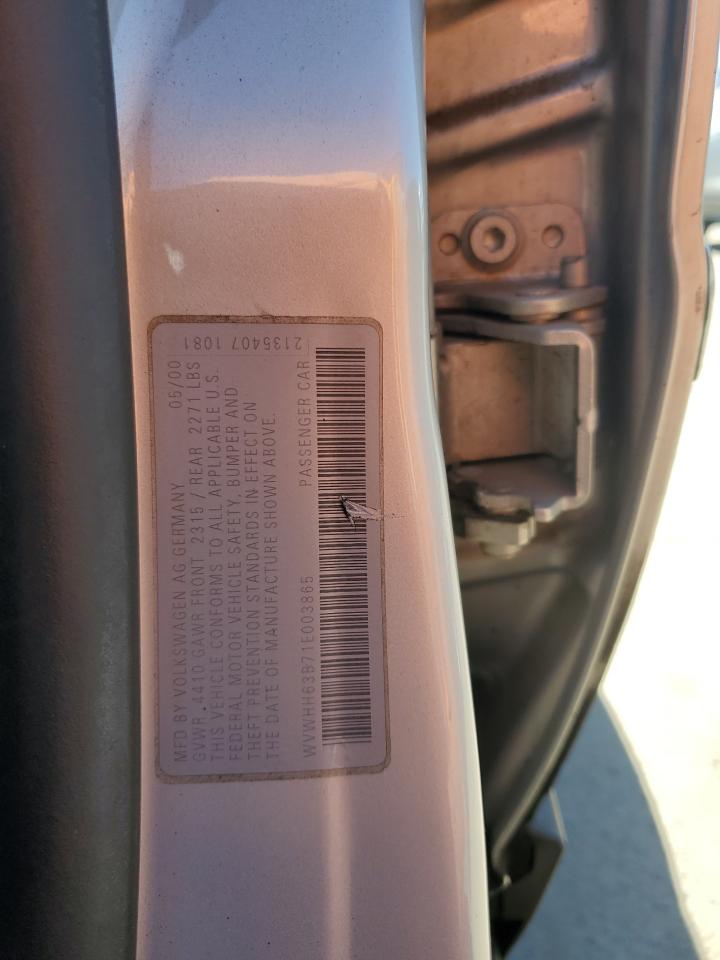 MFD BY VOLKSWAGEN AG GERMANY 05/00
GVWR. 4410 GAWR FRONT 2315 / REAR 2271 LBS
THIS VEHICLE CONFORMS TO ALL APPLICABLE U.S.
FEDERAL MOTOR VEHICLE SAFETY, BUMPER AND
THEFT PREVENTION STANDARDS IN EFFECT ON
THE DATE OF MANUFACTURE SHOWN ABOVE.
WVWHH63B71E003865 PASSENGER CAR
2135407 1081